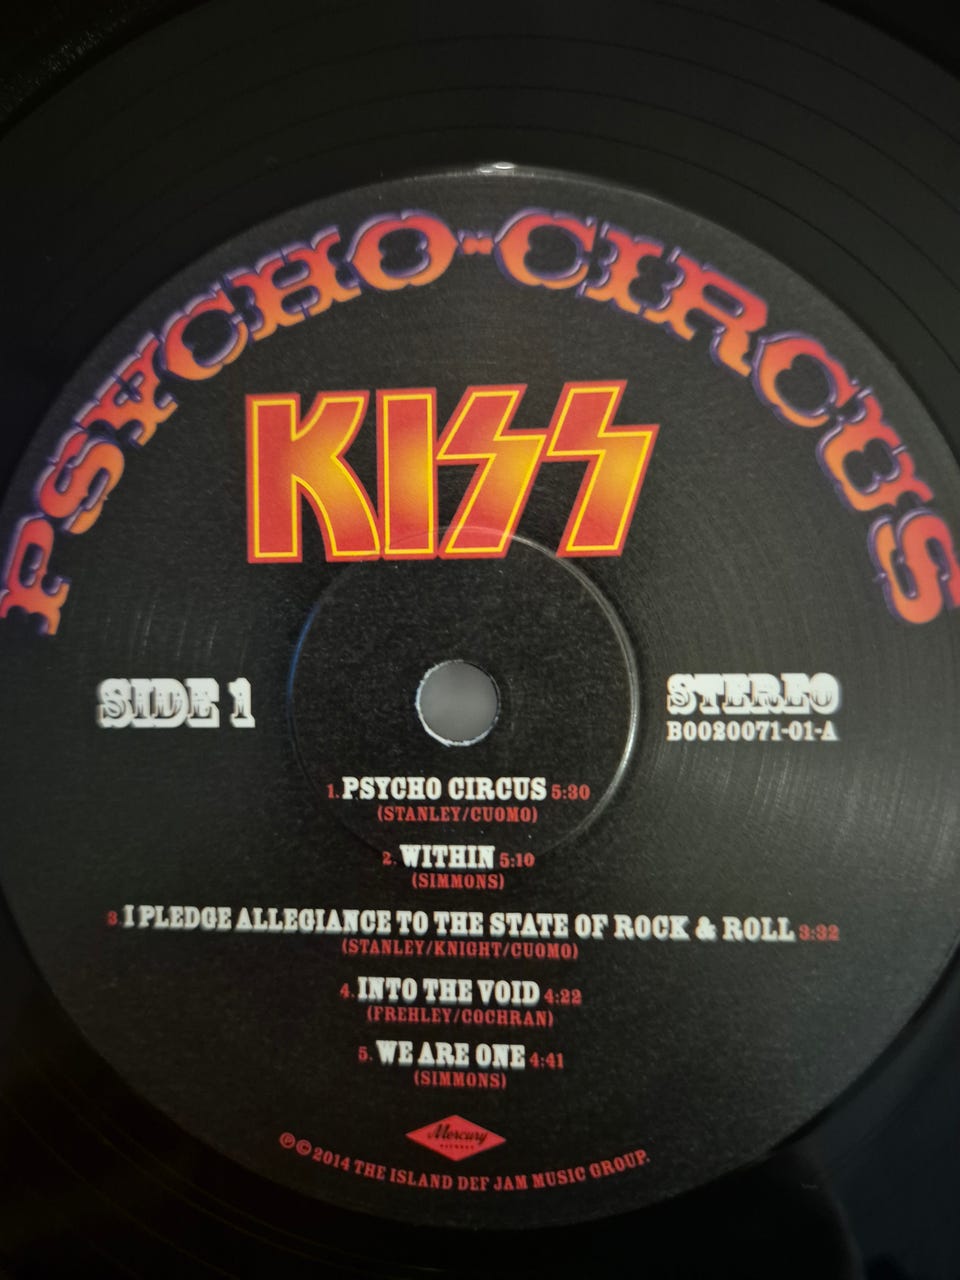 PSYCHO-CIRCUS
KISS
SIDE 1
STEREO
B0020071-01-A
1. PSYCHO CIRCUS 5:30
(STANLEY/CUOMO)
2. WITHIN 5:10
(SIMMONS)
3. I PLEDGE ALLEGIANCE TO THE STATE OF ROCK & ROLL 3:32
(STANLEY/KNIGHT/CUOMO)
4. INTO THE VOID 4:22
(FREHLEY/COCHRAN)
5. WE ARE ONE 4:41
(SIMMONS)
Mercury
RECORDS
℗ © 2014 THE ISLAND DEF JAM MUSIC GROUP.